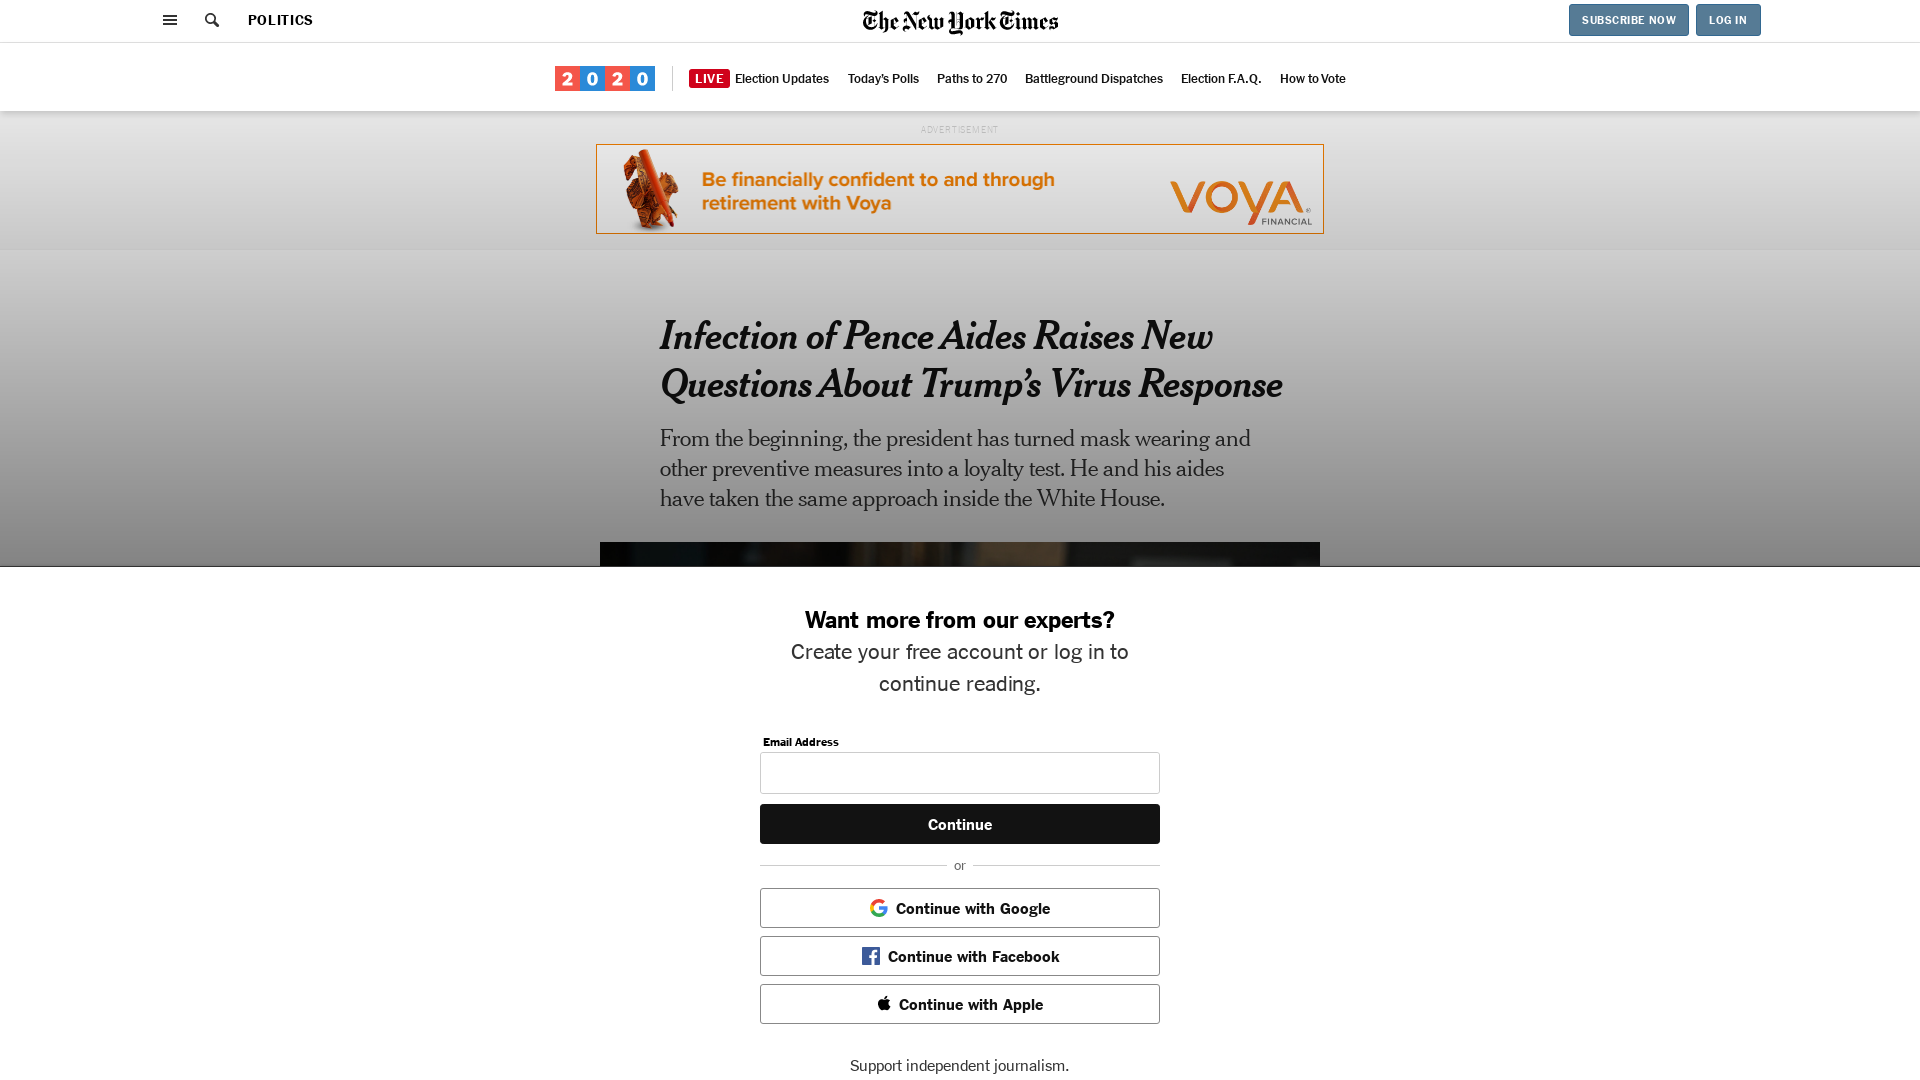 POLITICS
The New York Times
SUBSCRIBE NOW
LOG IN
2020
LIVE Election Updates
Today's Polls
Paths to 270
Battleground Dispatches
Election F.A.Q.
How to Vote
ADVERTISEMENT
Be financially confident to and through
retirement with Voya
VOYA
FINANCIAL
Infection of Pence Aides Raises New
Questions About Trump’s Virus Response
From the beginning, the president has turned mask wearing and
other preventive measures into a loyalty test. He and his aides
have taken the same approach inside the White House.
Want more from our experts?
Create your free account or log in to
continue reading.
Email Address
Continue
or
Continue with Google
Continue with Facebook
Continue with Apple
Support independent journalism.